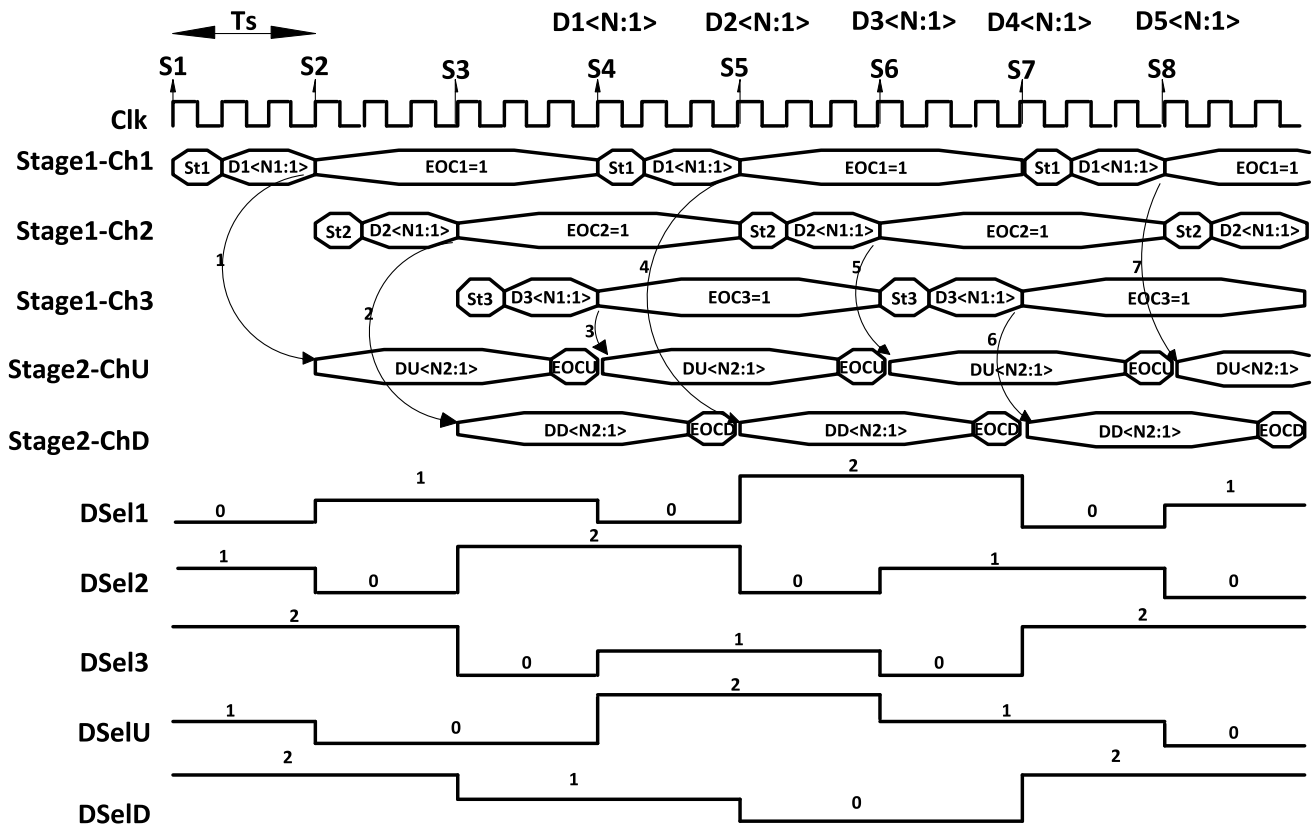 Ts D1<N:1> D2<N:1> D3<N:1> D4<N:1> D5<N:1>
S1 S2 S3 S4 S5 S6 S7 S8
Clk
Stage1-Ch1 St1 D1<N1:1> EOC1=1 St1 D1<N1:1> EOC1=1 St1 D1<N1:1> EOC1=1
Stage1-Ch2 St2 D2<N1:1> EOC2=1 St2 D2<N1:1> EOC2=1 St2 D2<N1:1>
1 4 5 7
Stage1-Ch3 St3 D3<N1:1> EOC3=1 St3 D3<N1:1> EOC3=1
2 3 6
Stage2-ChU DU<N2:1> EOCU DU<N2:1> EOCU DU<N2:1> EOCU DU<N2:1>
Stage2-ChD DD<N2:1> EOCD DD<N2:1> EOCD DD<N2:1> EOCD
DSel1 0 1 0 2 0 1
DSel2 1 0 2 0 1 0
DSel3 2 0 1 0 2
DSelU 1 0 2 1 0
DSelD 2 1 0 2